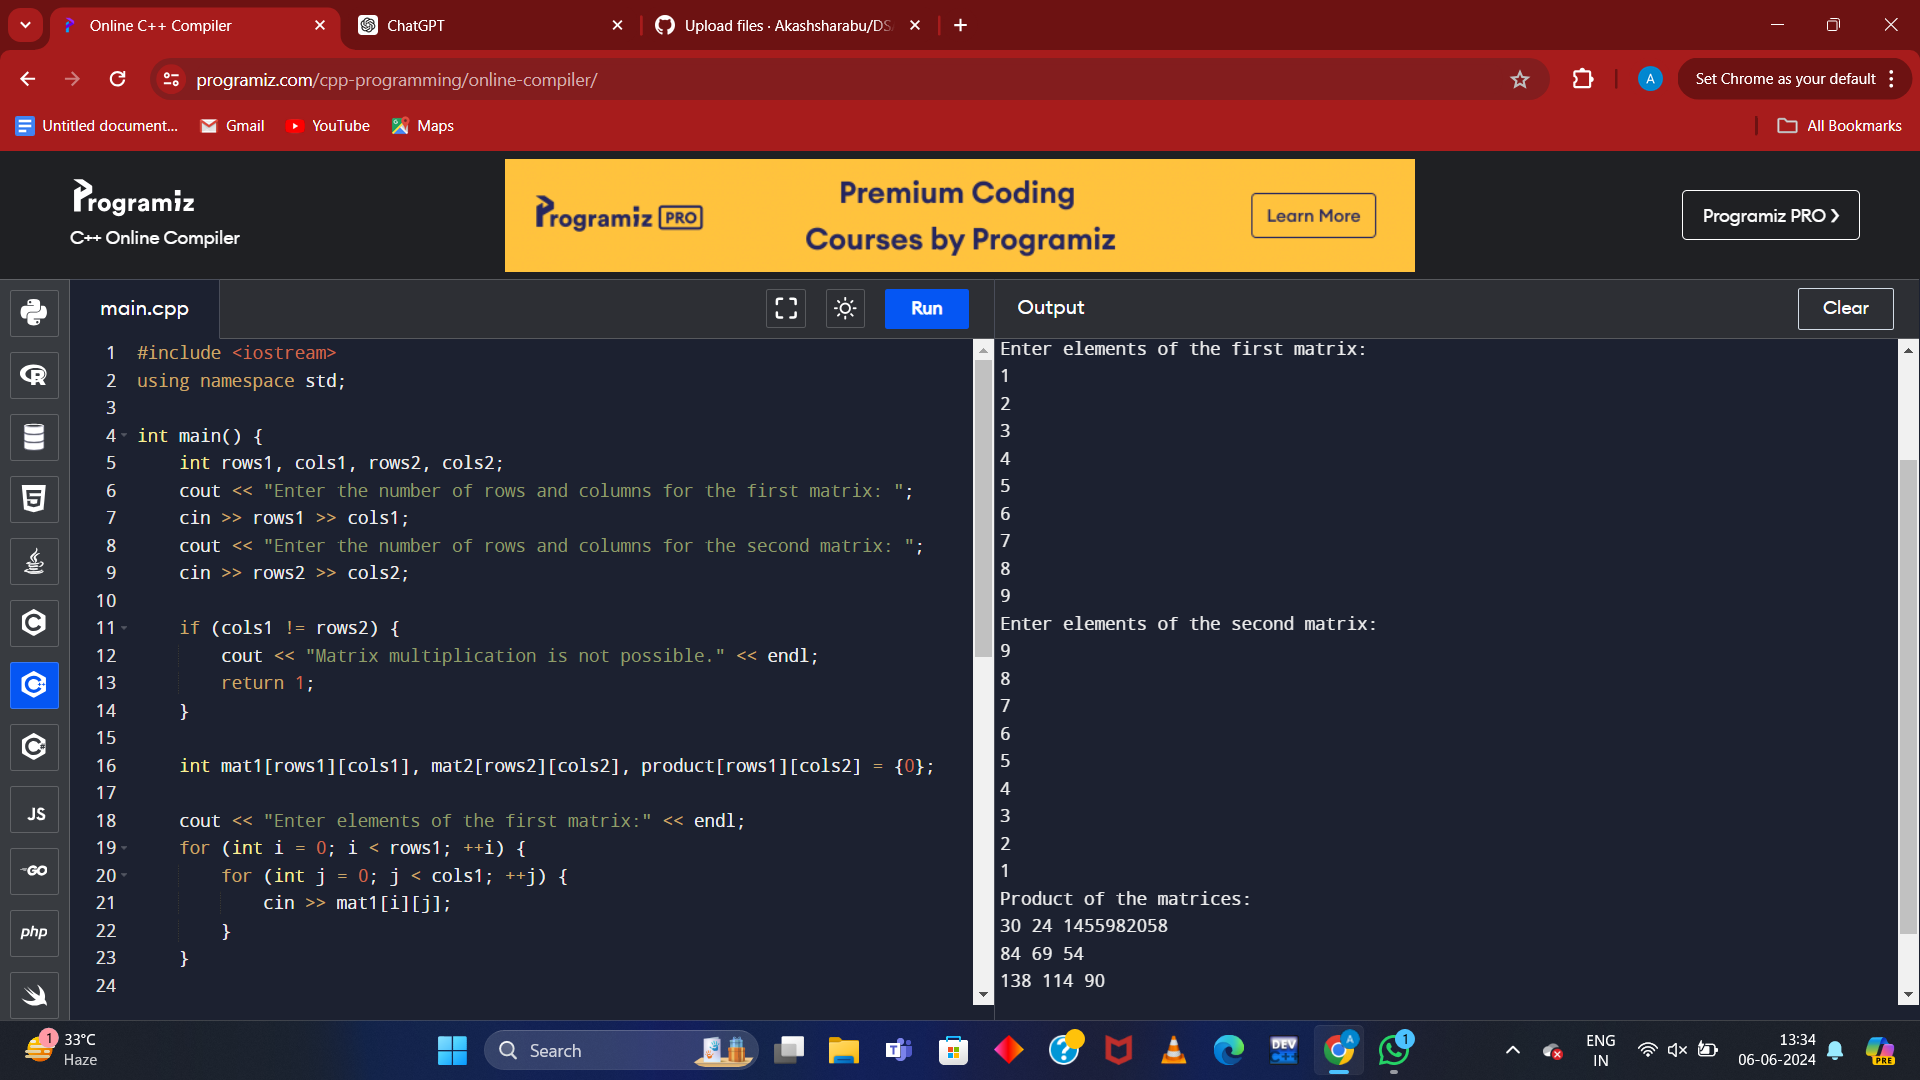 Online C++ Compiler
ChatGPT
Upload files · Akashsharabu/DS
programiz.com/cpp-programming/online-compiler/
A
Set Chrome as your default
Untitled document...
Gmail
YouTube
Maps
All Bookmarks
Programiz
C++ Online Compiler
Programiz PRO
Premium Coding
Courses by Programiz
Learn More
Programiz PRO
main.cpp
Run
Output
Clear
1 #include <iostream>
2 using namespace std;
3
4 int main() {
5 int rows1, cols1, rows2, cols2;
6 cout << "Enter the number of rows and columns for the first matrix: ";
7 cin >> rows1 >> cols1;
8 cout << "Enter the number of rows and columns for the second matrix: ";
9 cin >> rows2 >> cols2;
10
11 if (cols1 != rows2) {
12 cout << "Matrix multiplication is not possible." << endl;
13 return 1;
14 }
15
16 int mat1[rows1][cols1], mat2[rows2][cols2], product[rows1][cols2] = {0};
17
18 cout << "Enter elements of the first matrix:" << endl;
19 for (int i = 0; i < rows1; ++i) {
20 for (int j = 0; j < cols1; ++j) {
21 cin >> mat1[i][j];
22 }
23 }
24
Enter elements of the first matrix:
1
2
3
4
5
6
7
8
9
Enter elements of the second matrix:
9
8
7
6
5
4
3
2
1
Product of the matrices:
30 24 1455982058
84 69 54
138 114 90
R
5
C
JS
GO
php
1
33°C
Haze
Search
DEV
A
1
ENG
IN
13:34
06-06-2024
PRE